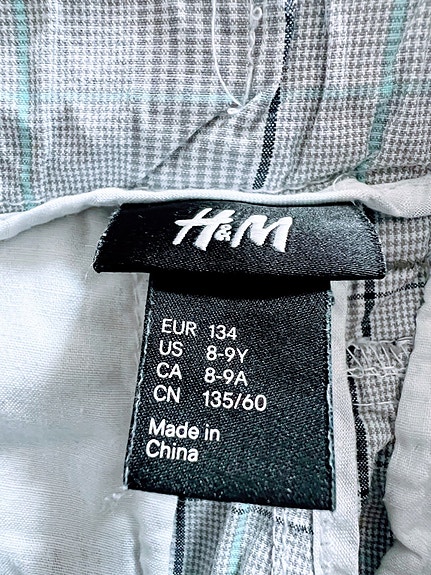 H&M
EUR 134
US 8-9Y
CA 8-9A
CN 135/60
Made in
China